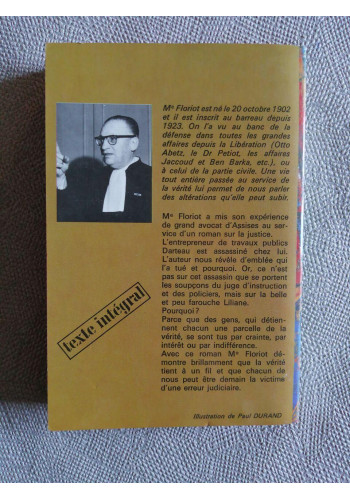 Me Floriot est né le 20 octobre 1902
et il est inscrit au barreau depuis
1923. On l'a vu au banc de la
défense dans toutes les grandes
affaires depuis la Libération (Otto
Abetz, le Dr Petiot, les affaires
Jaccoud et Ben Barka, etc.), ou
à celui de la partie civile. Une vie
tout entière passée au service de
la vérité lui permet de nous parler
des altérations qu'elle peut subir.
Me Floriot a mis son expérience
de grand avocat d'Assises au ser-
vice d'un roman sur la justice.
L'entrepreneur de travaux publics
Darteau est assassiné chez lui.
L'auteur nous révèle d'emblée qui
l'a tué et pourquoi. Or, ce n'est
pas sur cet assassin que se portent
les soupçons du juge d'instruction
et des policiers, mais sur la belle
et peu farouche Liliane.
Pourquoi ?
Parce que des gens, qui détien-
nent chacun une parcelle de la
vérité, se sont tus par crainte, par
intérêt ou par indifférence.
Avec ce roman Me Floriot dé-
montre brillamment que la vérité
tient à un fil et que chacun de
nous peut être demain la victime
d'une erreur judiciaire.
texte intégral
Illustration de Paul DURAND